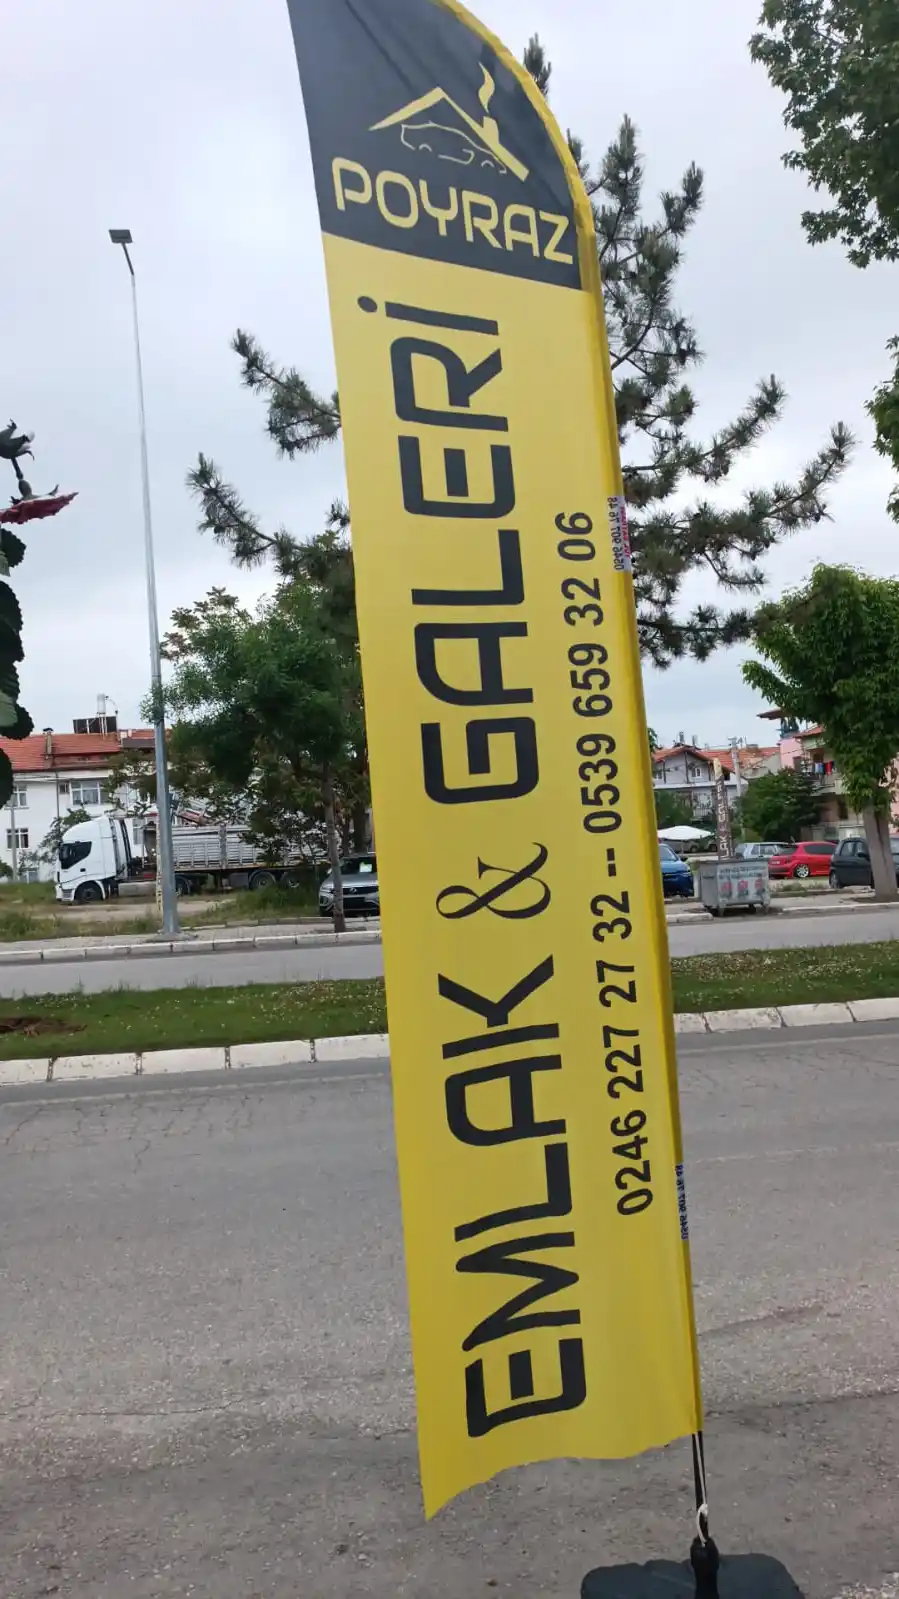 POYRAZ
EMLAK & GALERİ
0246 227 27 32 -- 0539 659 32 06